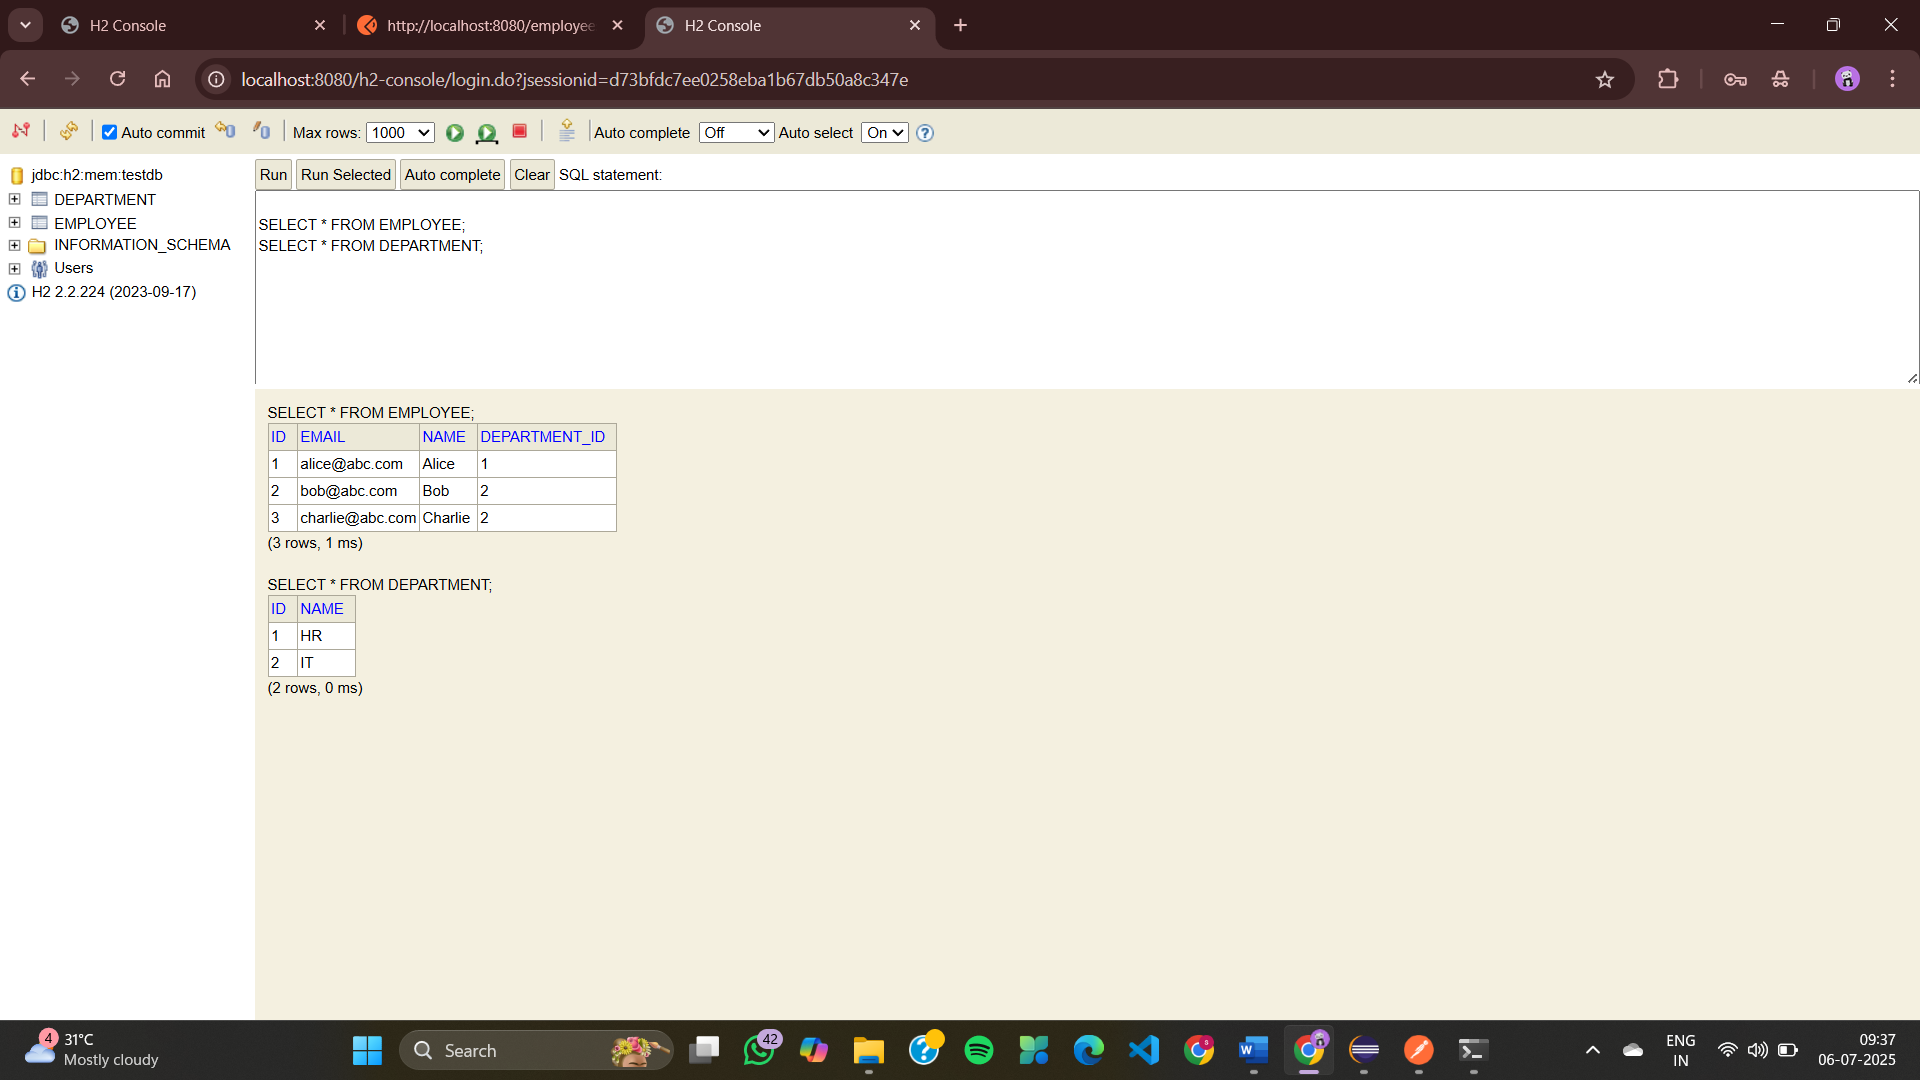 H2 Console
http://localhost:8080/employee
H2 Console
localhost:8080/h2-console/login.do?jsessionid=d73bfdc7ee0258eba1b67db50a8c347e
Auto commit
Max rows: 1000
Auto complete Off
Auto select On
jdbc:h2:mem:testdb
DEPARTMENT
EMPLOYEE
INFORMATION_SCHEMA
Users
H2 2.2.224 (2023-09-17)
Run Run Selected Auto complete Clear SQL statement:
SELECT * FROM EMPLOYEE;
SELECT * FROM DEPARTMENT;
SELECT * FROM EMPLOYEE;
ID EMAIL NAME DEPARTMENT_ID
1 alice@abc.com Alice 1
2 bob@abc.com Bob 2
3 charlie@abc.com Charlie 2
(3 rows, 1 ms)
SELECT * FROM DEPARTMENT;
ID NAME
1 HR
2 IT
(2 rows, 0 ms)
4
31°C
Mostly cloudy
Search
42
8
ENG
IN
09:37
06-07-2025